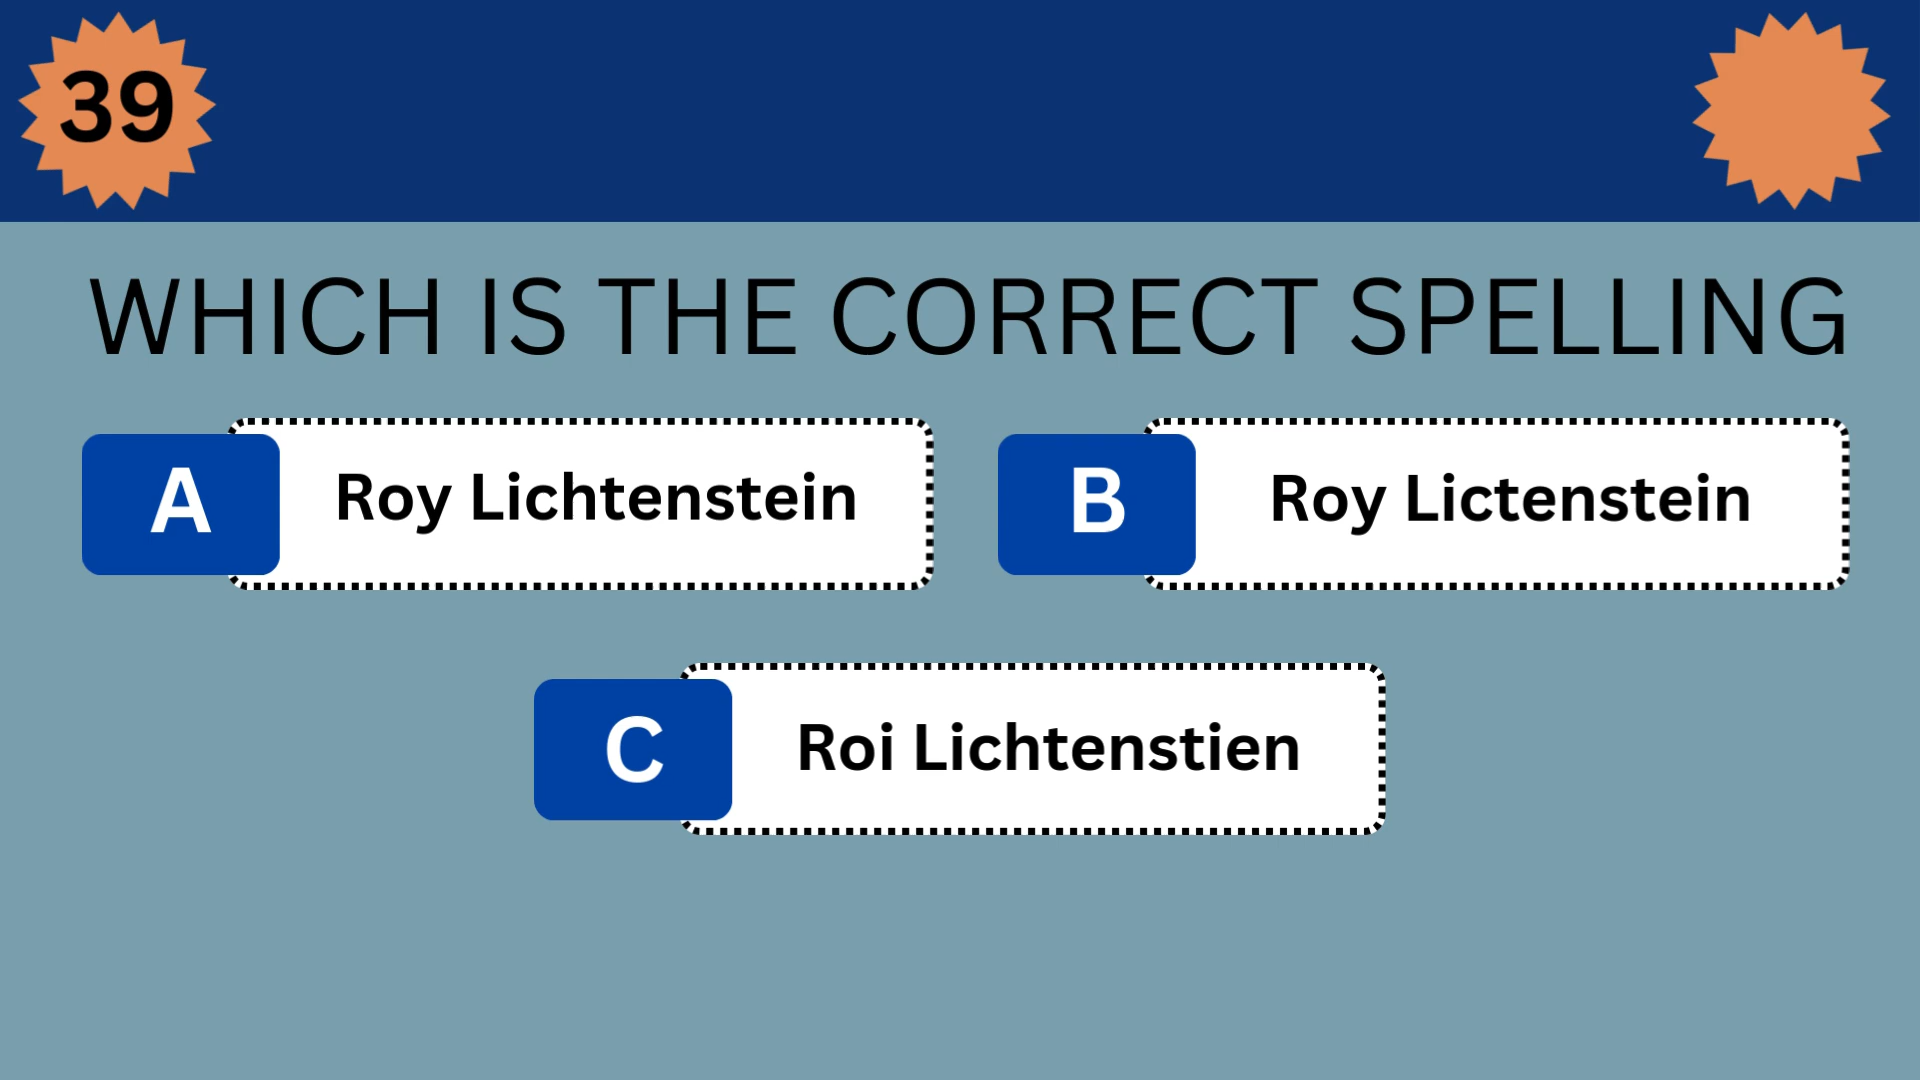 39
WHICH IS THE CORRECT SPELLING
A Roy Lichtenstein
B Roy Lictenstein
C Roi Lichtenstien